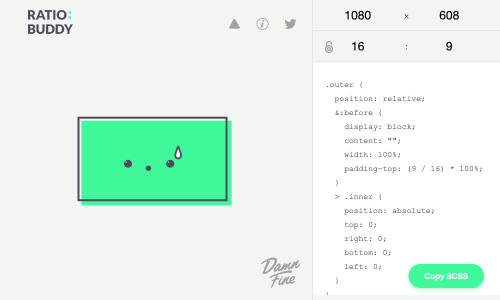 RATIO:
BUDDY
1080 × 608
16 : 9
.outer {
position: relative;
&:before {
display: block;
content: "";
width: 100%;
padding-top: (9 / 16) * 100%;
}
> .inner {
position: absolute;
top: 0;
right: 0;
bottom: 0;
left: 0;
}
}
Copy SCSS
Damn
Fine